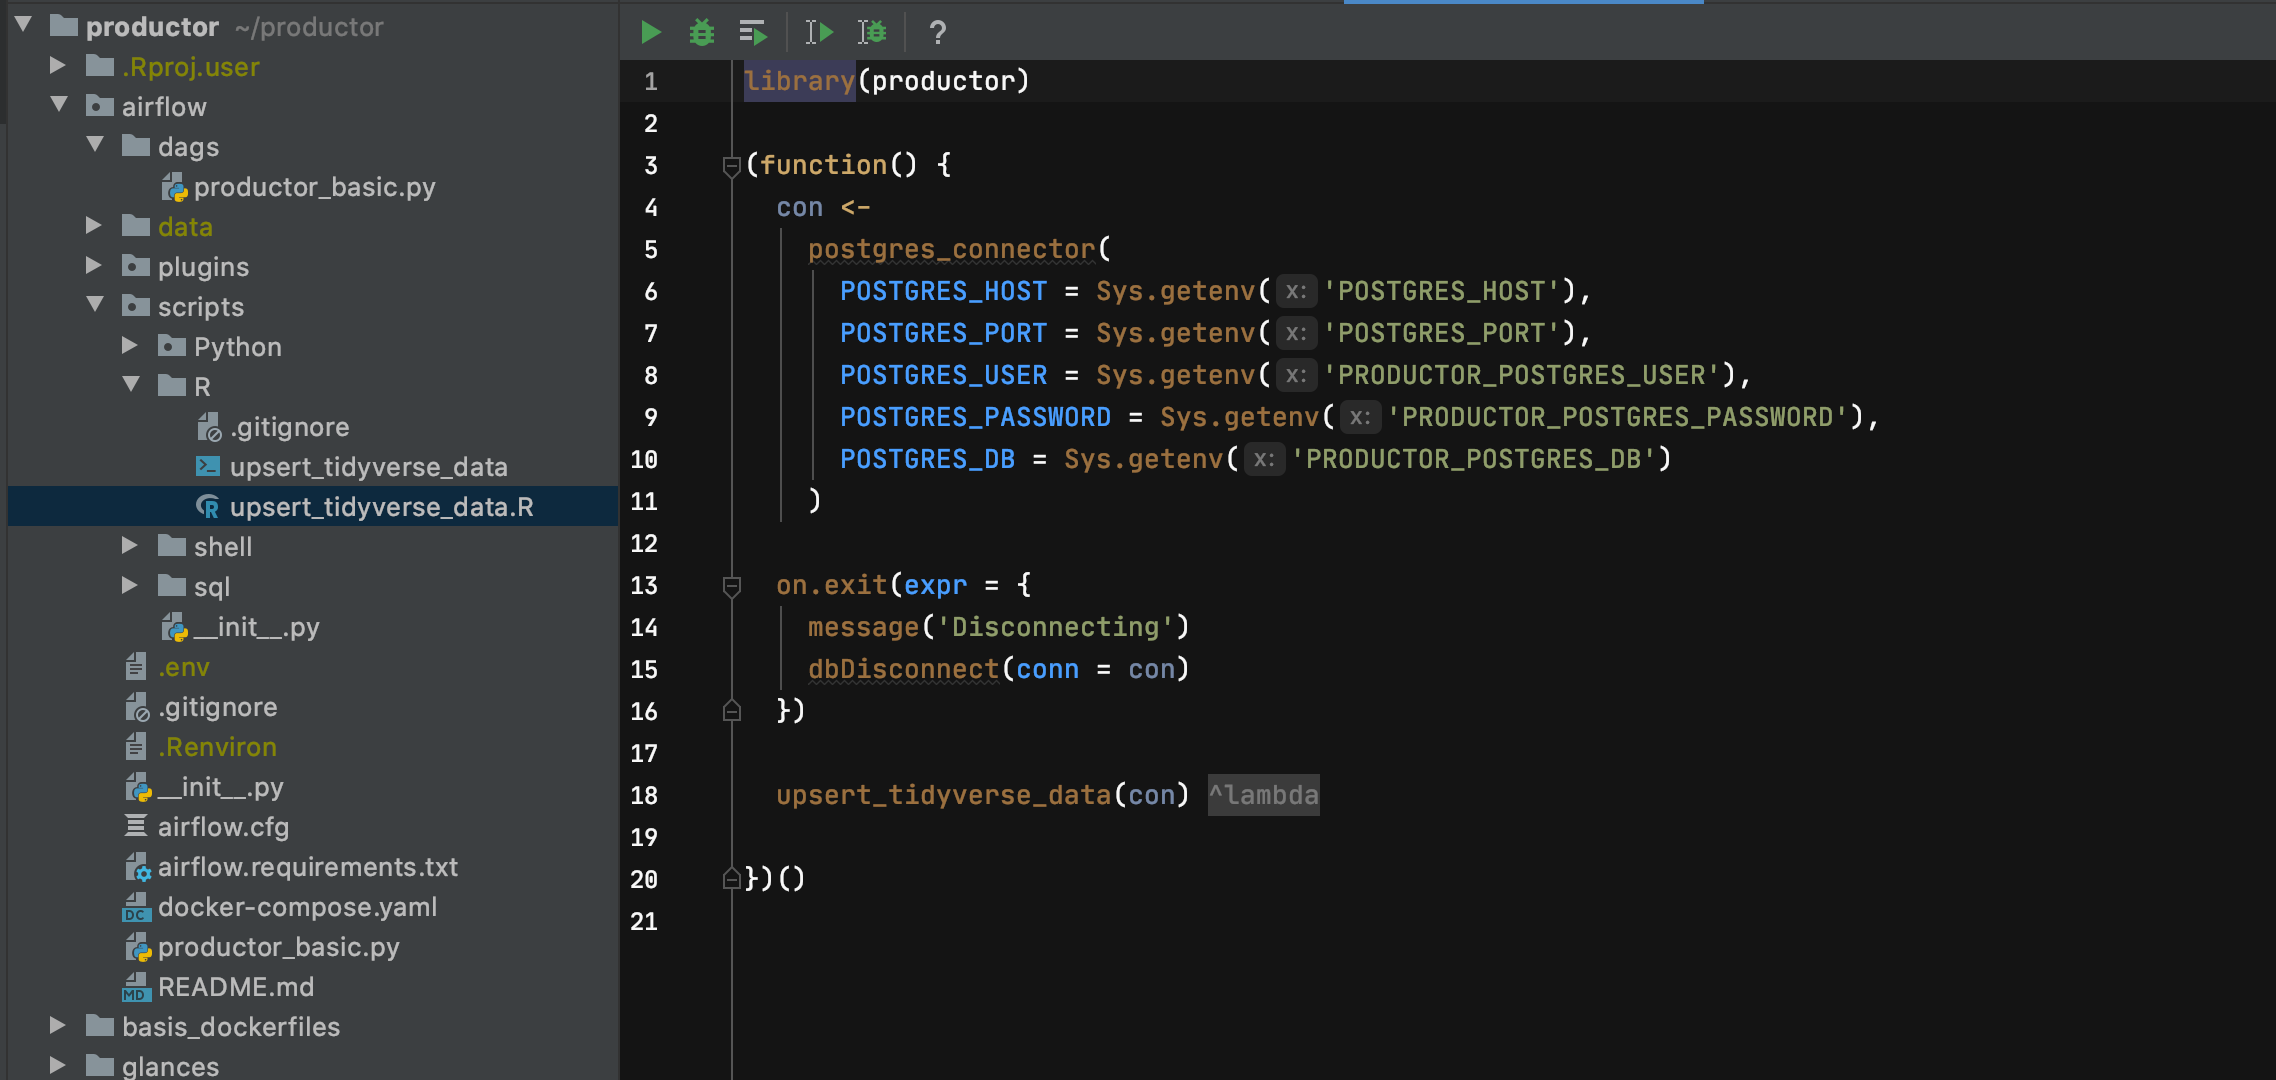 productor ~/productor
.Rproj.user
airflow
dags
productor_basic.py
data
plugins
scripts
Python
R
.gitignore
upsert_tidyverse_data
upsert_tidyverse_data.R
shell
sql
__init__.py
.env
.gitignore
.Renviron
__init__.py
airflow.cfg
airflow.requirements.txt
DC docker-compose.yaml
productor_basic.py
MD README.md
basis_dockerfiles
glances
?
1 library(productor)
2
3 (function() {
4 con <-
5 postgres_connector(
6 POSTGRES_HOST = Sys.getenv( x: 'POSTGRES_HOST'),
7 POSTGRES_PORT = Sys.getenv( x: 'POSTGRES_PORT'),
8 POSTGRES_USER = Sys.getenv( x: 'PRODUCTOR_POSTGRES_USER'),
9 POSTGRES_PASSWORD = Sys.getenv( x: 'PRODUCTOR_POSTGRES_PASSWORD'),
10 POSTGRES_DB = Sys.getenv( x: 'PRODUCTOR_POSTGRES_DB')
11 )
12
13 on.exit(expr = {
14 message('Disconnecting')
15 dbDisconnect(conn = con)
16 })
17
18 upsert_tidyverse_data(con) ^lambda
19
20 })()
21